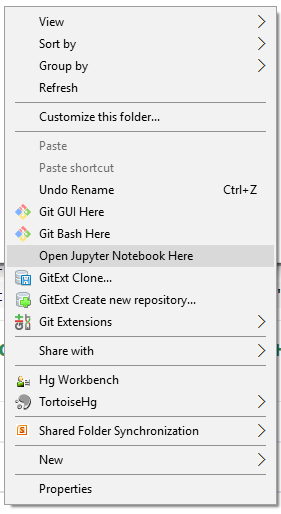 View
Sort by
Group by
Refresh
Customize this folder...
Paste
Paste shortcut
Undo Rename Ctrl+Z
Git GUI Here
Git Bash Here
Open Jupyter Notebook Here
GitExt Clone...
GitExt Create new repository...
Git Extensions
Share with
Hg Workbench
TortoiseHg
Shared Folder Synchronization
New
Properties